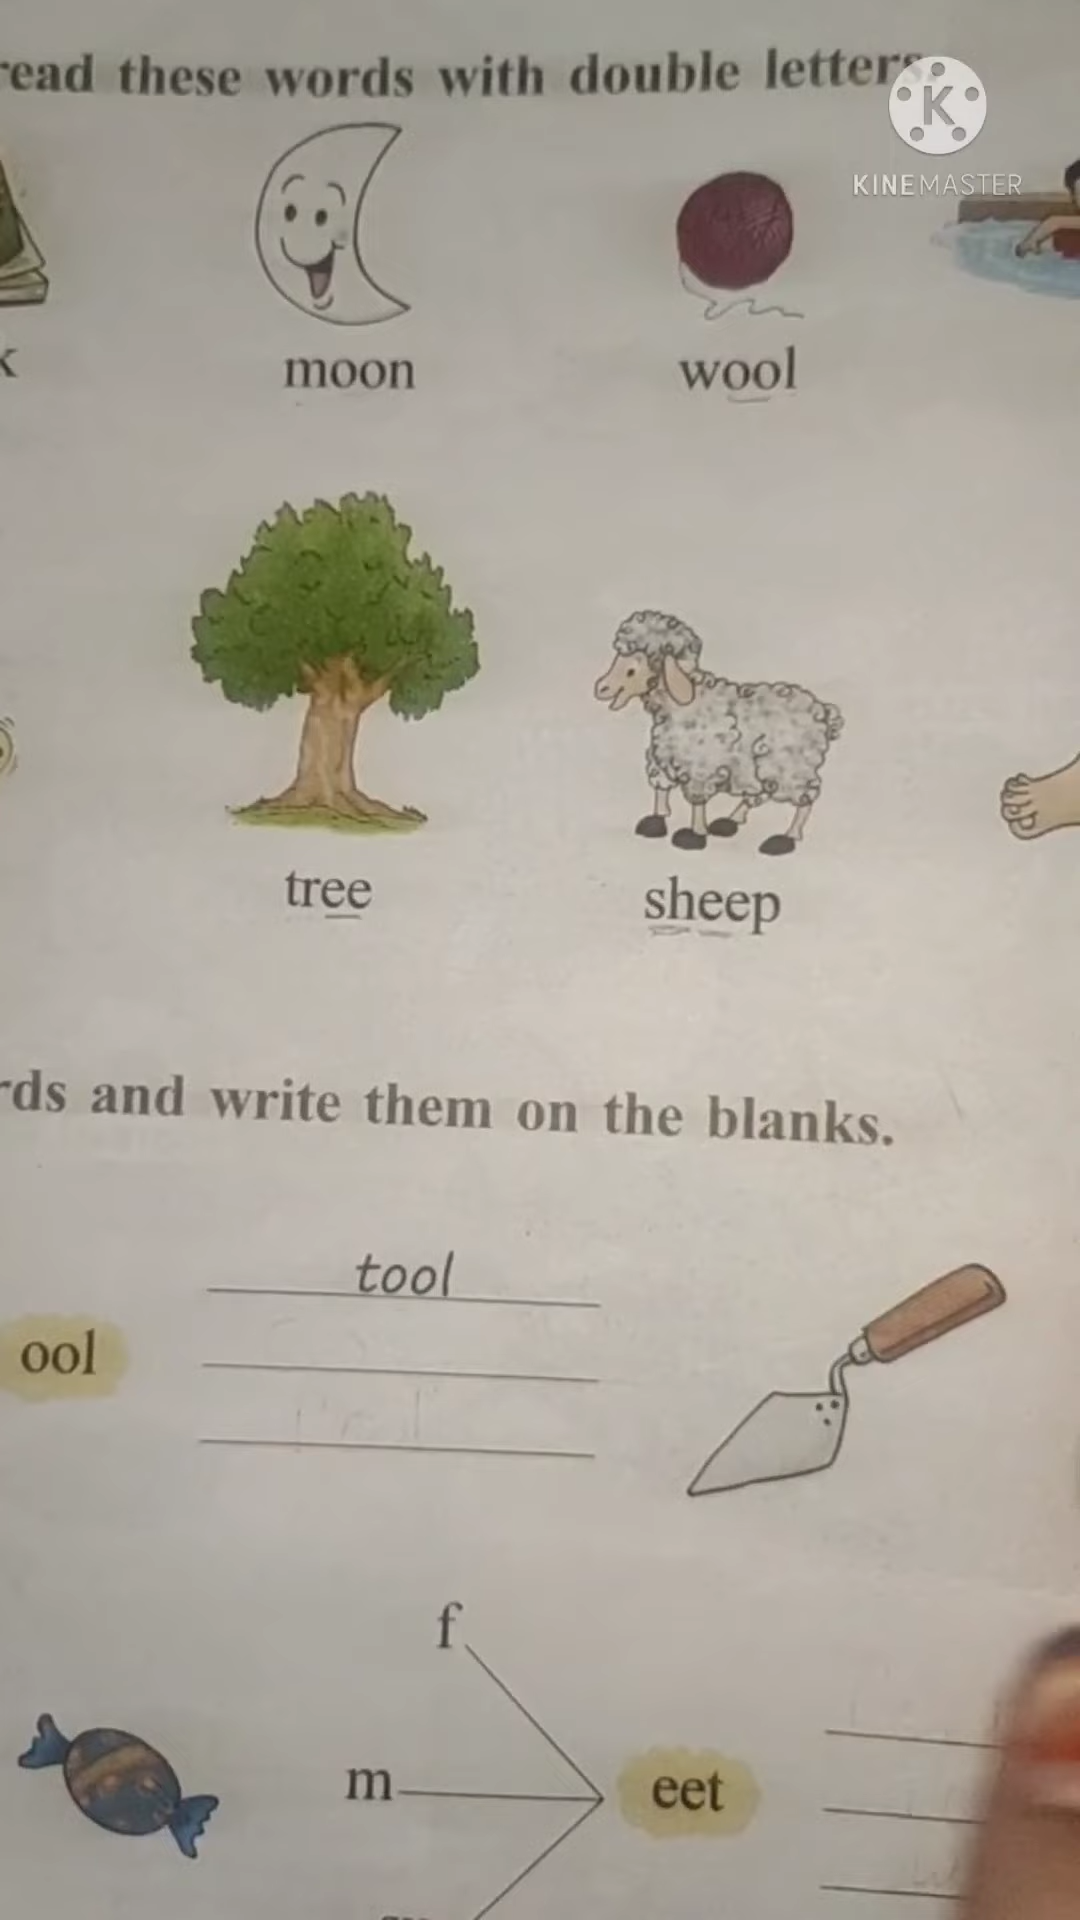 read these words with double letters.
KINEMASTER
k moon wool
tree sheep
rds and write them on the blanks.
tool
ool
f
m eet